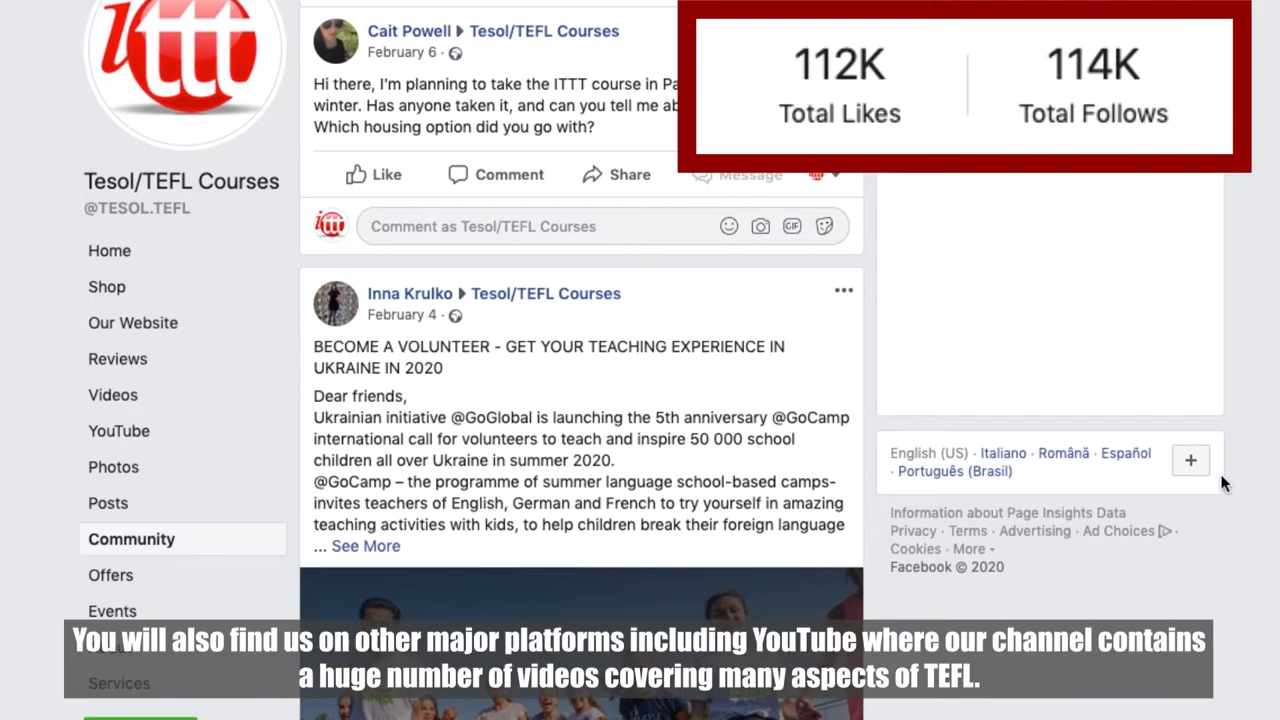 ittt
Tesol/TEFL Courses
@TESOL.TEFL
Home
Shop
Our Website
Reviews
Videos
YouTube
Photos
Posts
Community
Offers
Events
Services
Cait Powell Tesol/TEFL Courses
February 6 ·
Hi there, I'm planning to take the ITTT course in
winter. Has anyone taken it, and can you tell me
Which housing option did you go with?
Like Comment Share Message
ittt Comment as Tesol/TEFL Courses GIF
Inna Krulko Tesol/TEFL Courses
February 4 ·
BECOME A VOLUNTEER - GET YOUR TEACHING EXPERIENCE IN
UKRAINE IN 2020
Dear friends,
Ukrainian initiative @GoGlobal is launching the 5th anniversary @GoCamp
international call for volunteers to teach and inspire 50 000 school
children all over Ukraine in summer 2020.
@GoCamp – the programme of summer language school-based camps-
invites teachers of English, German and French to try yourself in amazing
teaching activities with kids, to help children break their foreign language
... See More
112K 114K
Total Likes Total Follows
English (US) · Italiano · Română · Español
· Português (Brasil)
+
Information about Page Insights Data
Privacy · Terms · Advertising · Ad Choices ·
Cookies · More
Facebook © 2020
You will also find us on other major platforms including YouTube where our channel contains
a huge number of videos covering many aspects of TEFL.